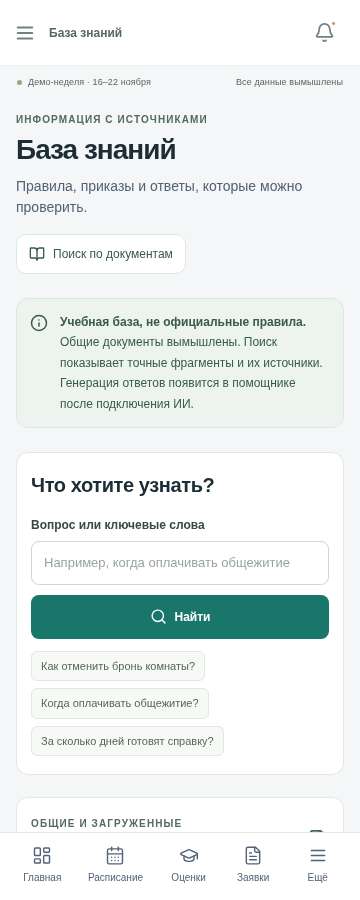 База знаний
Демо-неделя · 16–22 ноября
Все данные вымышлены
ИНФОРМАЦИЯ С ИСТОЧНИКАМИ
База знаний
Правила, приказы и ответы, которые можно
проверить.
Поиск по документам
Учебная база, не официальные правила.
Общие документы вымышлены. Поиск
показывает точные фрагменты и их источники.
Генерация ответов появится в помощнике
после подключения ИИ.
Что хотите узнать?
Вопрос или ключевые слова
Например, когда оплачивать общежитие
Найти
Как отменить бронь комнаты?
Когда оплачивать общежитие?
За сколько дней готовят справку?
ОБЩИЕ И ЗАГРУЖЕННЫЕ
Главная
Расписание
Оценки
Заявки
Ещё